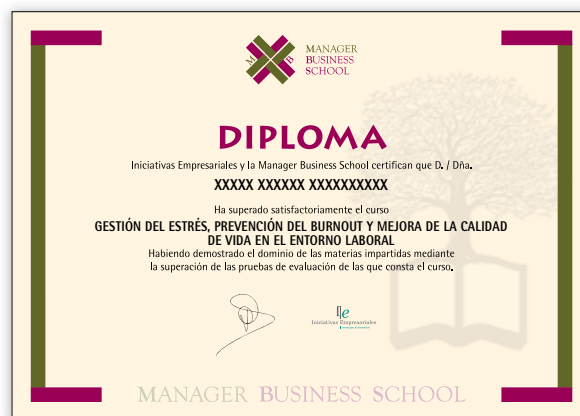 M B
MANAGER
BUSINESS
SCHOOL
DIPLOMA
Iniciativas Empresariales y la Manager Business School certifican que D. / Dña.
XXXXX XXXXXX XXXXXXXXXX
Ha superado satisfactoriamente el curso
GESTIÓN DEL ESTRÉS, PREVENCIÓN DEL BURNOUT Y MEJORA DE LA CALIDAD
DE VIDA EN EL ENTORNO LABORAL
Habiendo demostrado el dominio de las materias impartidas mediante
la superación de las pruebas de evaluación de las que consta el curso.
Iniciativas Empresariales
MANAGER BUSINESS SCHOOL